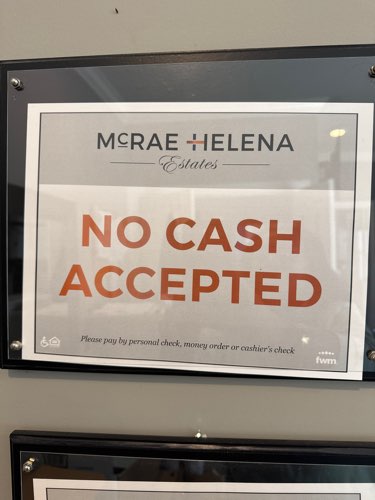 McRAE HELENA
Estates
NO CASH
ACCEPTED
Please pay by personal check, money order or cashier's check
fwm